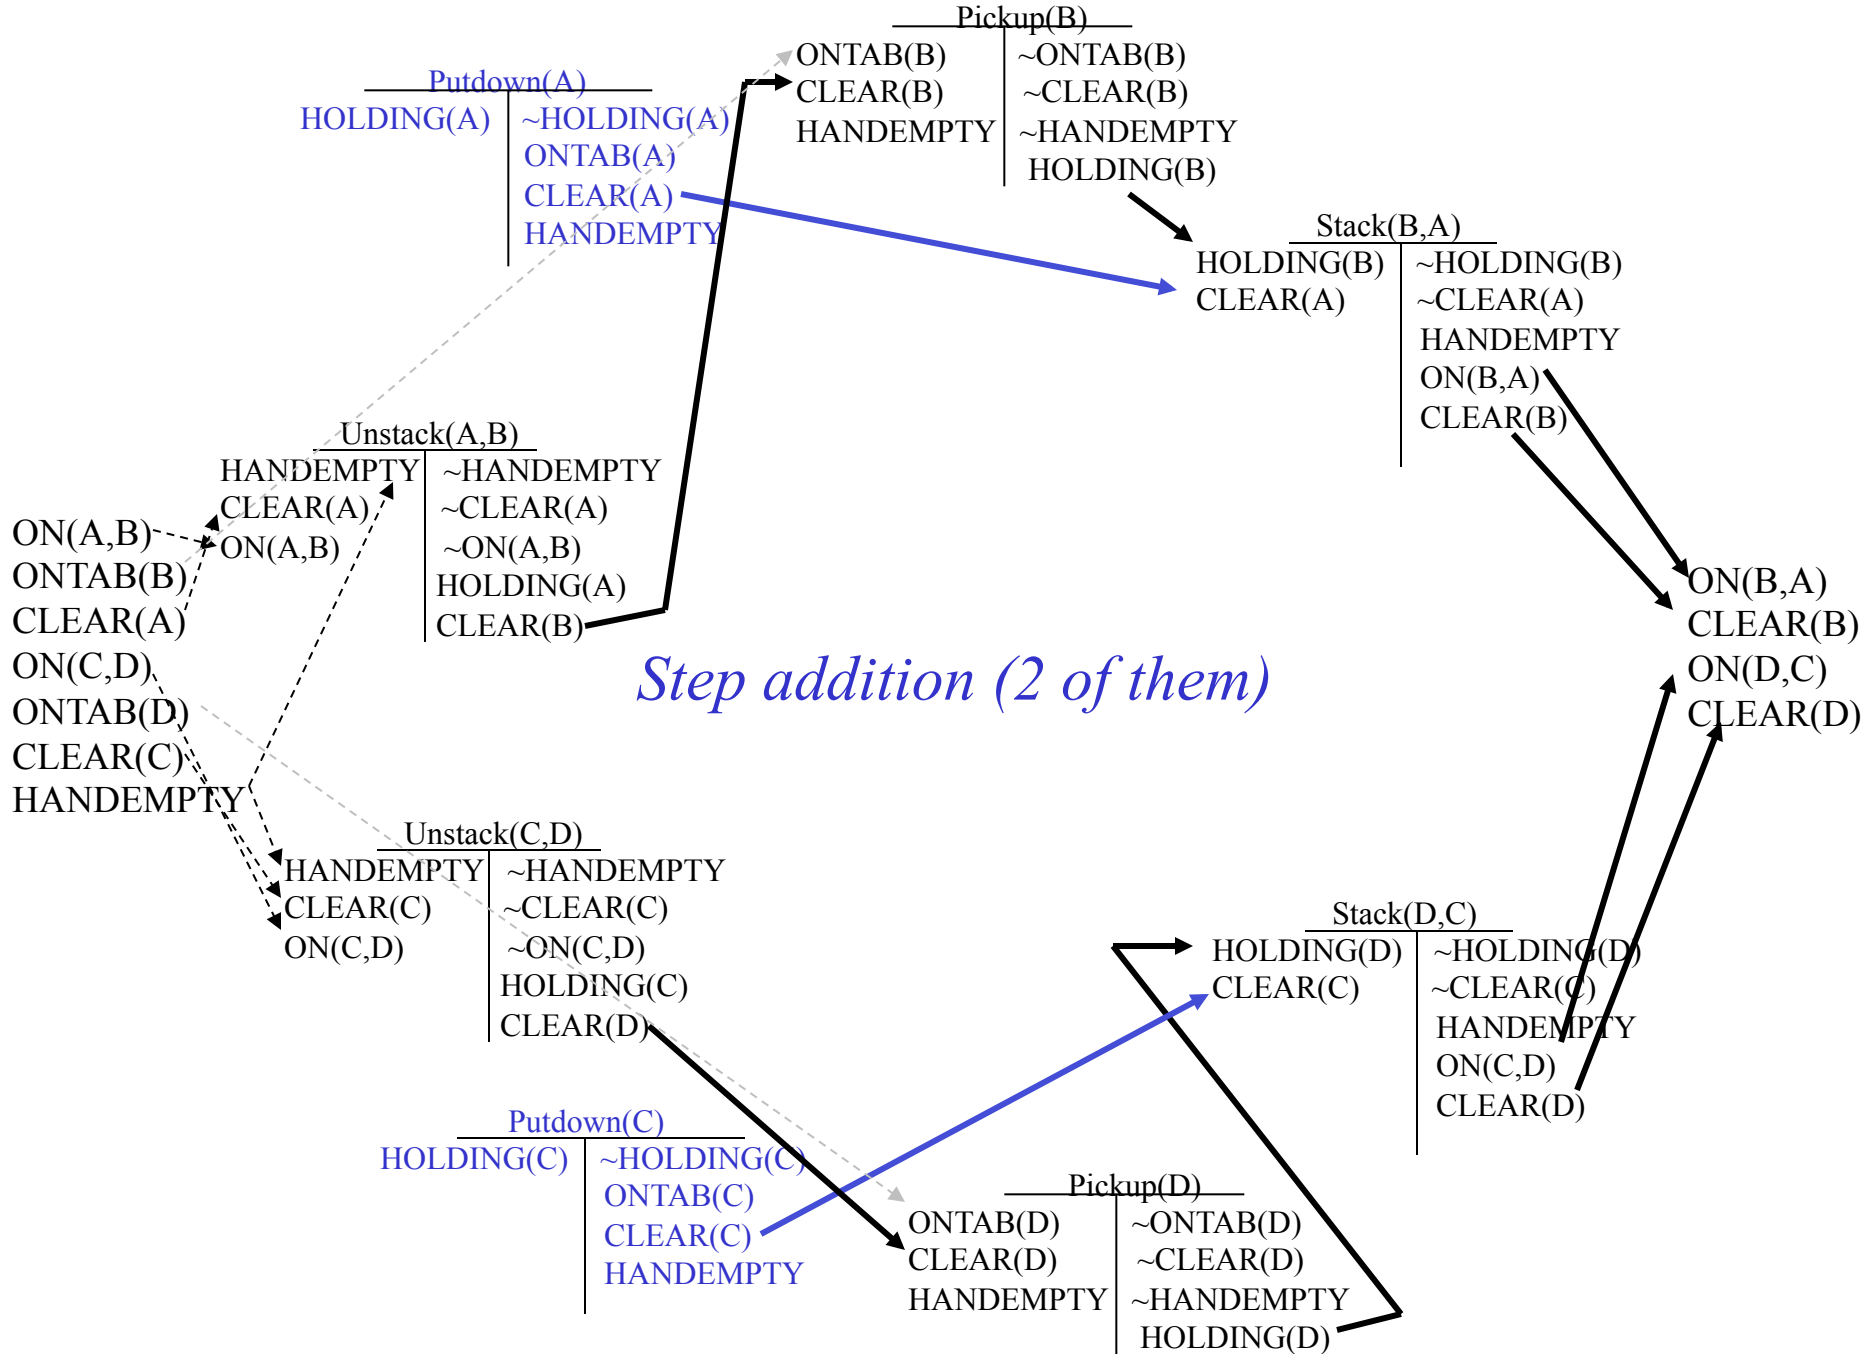 Pickup(B)
ONTAB(B) ~ONTAB(B)
CLEAR(B) ~CLEAR(B)
HANDEMPTY ~HANDEMPTY
HOLDING(B)
Putdown(A)
HOLDING(A) ~HOLDING(A)
ONTAB(A)
CLEAR(A)
HANDEMPTY
Stack(B,A)
HOLDING(B) ~HOLDING(B)
CLEAR(A) ~CLEAR(A)
HANDEMPTY
ON(B,A)
CLEAR(B)
Unstack(A,B)
HANDEMPTY ~HANDEMPTY
CLEAR(A) ~CLEAR(A)
ON(A,B) ~ON(A,B)
HOLDING(A)
CLEAR(B)
ON(A,B)
ONTAB(B)
CLEAR(A)
ON(C,D)
ONTAB(D)
CLEAR(C)
HANDEMPTY
Step addition (2 of them)
ON(B,A)
CLEAR(B)
ON(D,C)
CLEAR(D)
Unstack(C,D)
HANDEMPTY ~HANDEMPTY
CLEAR(C) ~CLEAR(C)
ON(C,D) ~ON(C,D)
HOLDING(C)
CLEAR(D)
Stack(D,C)
HOLDING(D) ~HOLDING(D)
CLEAR(C) ~CLEAR(C)
HANDEMPTY
ON(C,D)
CLEAR(D)
Putdown(C)
HOLDING(C) ~HOLDING(C)
ONTAB(C)
CLEAR(C)
HANDEMPTY
Pickup(D)
ONTAB(D) ~ONTAB(D)
CLEAR(D) ~CLEAR(D)
HANDEMPTY ~HANDEMPTY
HOLDING(D)